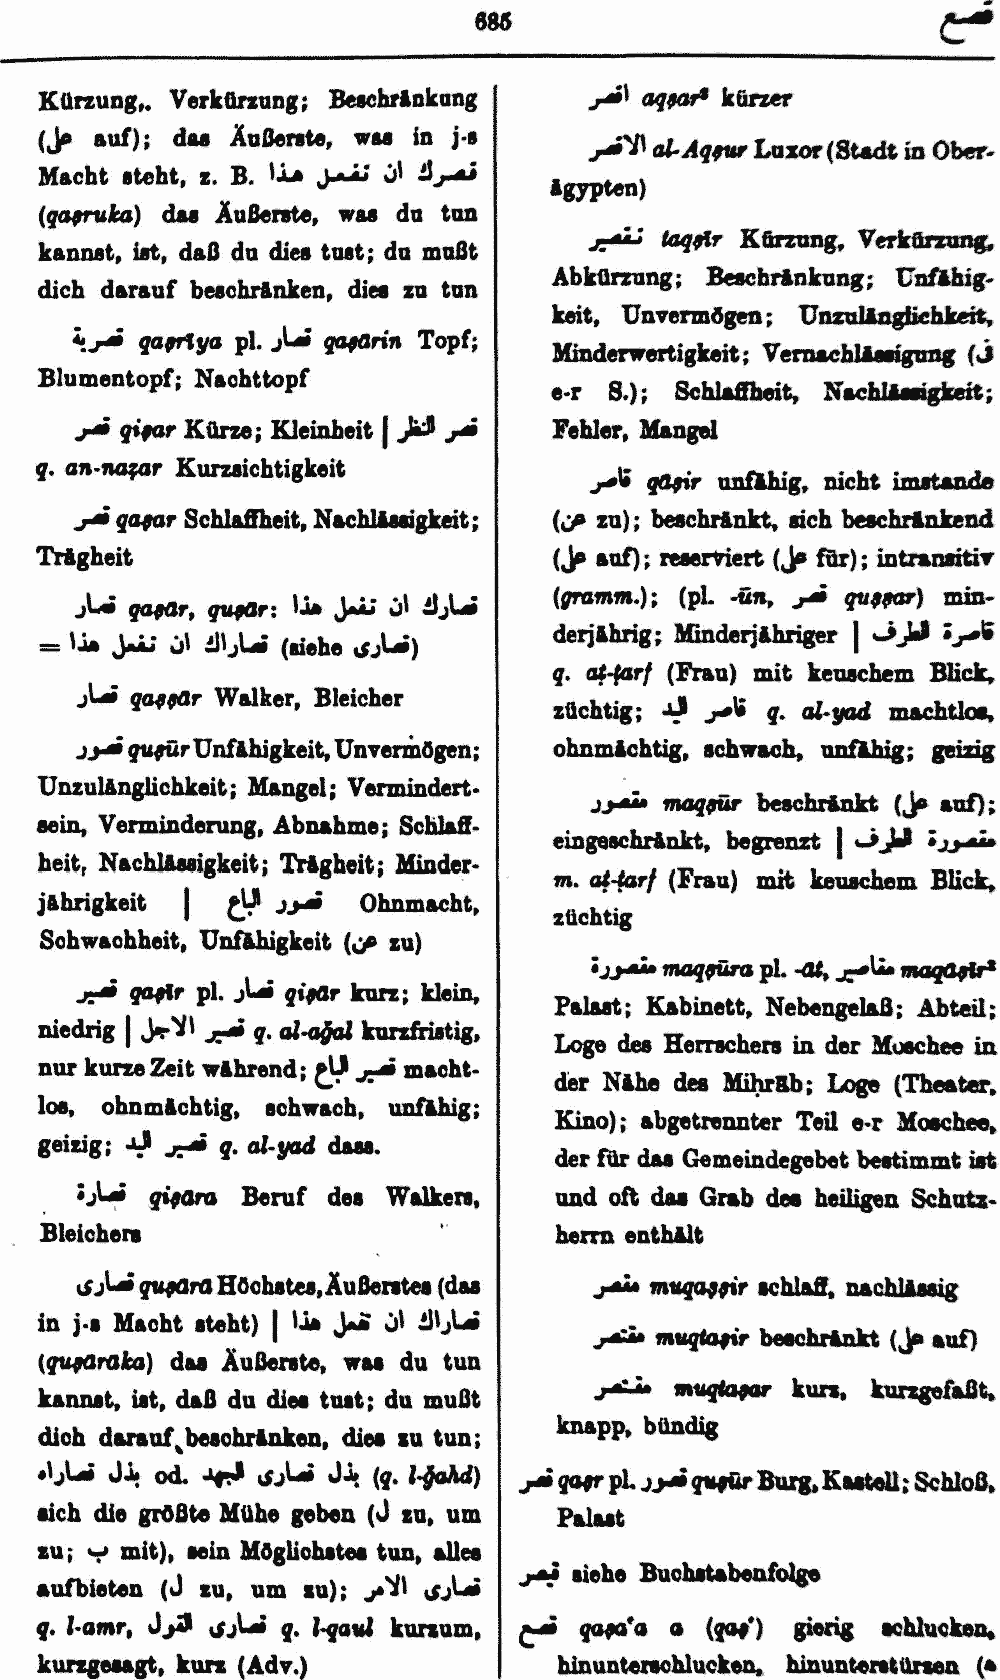 685
قصع
Kürzung, Verkürzung; Beschränkung
(على auf); das Äußerste, was in j-s
Macht steht, z. B. قصرك ان تفعل هذا
(qaṣruka) das Äußerste, was du tun
kannst, ist, daß du dies tust; du mußt
dich darauf beschränken, dies zu tun
قصرية qaṣrīya pl. قصار qaṣārin Topf;
Blumentopf; Nachttopf
قصر qiṣar Kürze; Kleinheit | قصر النظر
q. an-naẓar Kurzsichtigkeit
قصر qaṣar Schlaffheit, Nachlässigkeit;
Trägheit
قصار qaṣār, quṣār: قصارك ان تفعل هذا
= قصاراك ان تفعل هذا (siehe قصارى)
قصار qaṣṣār Walker, Bleicher
قصور quṣūr Unfähigkeit, Unvermögen;
Unzulänglichkeit; Mangel; Vermindert-
sein, Verminderung, Abnahme; Schlaff-
heit, Nachlässigkeit; Trägheit; Minder-
jährigkeit | قصور الباع Ohnmacht,
Schwachheit, Unfähigkeit (عن zu)
قصير qaṣīr pl. قصار qiṣār kurz; klein,
niedrig | قصير الاجل q. al-aǧal kurzfristig,
nur kurze Zeit während; قصير الباع macht-
los, ohnmächtig, schwach, unfähig;
geizig; قصير اليد q. al-yad dass.
قصارة qiṣāra Beruf des Walkers,
Bleichers
قصارى quṣārā Höchstes, Äußerstes (das
in j-s Macht steht) | قصاراك ان تفعل هذا
(quṣārāka) das Äußerste, was du tun
kannst, ist, daß du dies tust; du mußt
dich darauf beschränken, dies zu tun;
بذل قصاراه od. بذل قصارى الجهد (q. l-ǧahd)
sich die größte Mühe geben (ل zu, um
zu; ب mit), sein Möglichstes tun, alles
aufbieten (ل zu, um zu); قصارى الامر
q. l-amr, قصارى القول q. l-qaul kurzum,
kurzgesagt, kurz (Adv.)
اقصر aqṣar² kürzer
الاقصر al-Aqṣur Luxor (Stadt in Ober-
ägypten)
تقصير taqṣīr Kürzung, Verkürzung,
Abkürzung; Beschränkung; Unfähig-
keit, Unvermögen; Unzulänglichkeit,
Minderwertigkeit; Vernachlässigung (فى
e-r S.); Schlaffheit, Nachlässigkeit;
Fehler, Mangel
قاصر qāṣir unfähig, nicht imstande
(عن zu); beschränkt, sich beschränkend
(على auf); reserviert (على für); intransitiv
(gramm.); (pl. -ūn, قصر quṣṣar) min-
derjährig; Minderjähriger | قاصرة الطرف
q. aṭ-ṭarf (Frau) mit keuschem Blick,
züchtig; قاصر اليد q. al-yad machtlos,
ohnmächtig, schwach, unfähig; geizig
مقصور maqṣūr beschränkt (على auf);
eingeschränkt, begrenzt | مقصورة الطرف
m. aṭ-ṭarf (Frau) mit keuschem Blick,
züchtig
مقصورة maqṣūra pl. -āt, مقاصير maqāṣīr²
Palast; Kabinett, Nebengelaß; Abteil;
Loge des Herrschers in der Moschee in
der Nähe des Miḥrāb; Loge (Theater,
Kino); abgetrennter Teil e-r Moschee,
der für das Gemeindegebet bestimmt ist
und oft das Grab des heiligen Schutz-
herrn enthält
مقصر muqaṣṣir schlaff, nachlässig
مقتصر muqtaṣir beschränkt (على auf)
مقتصر muqtaṣar kurz, kurzgefaßt,
knapp, bündig
قصر qaṣr pl. قصور quṣūr Burg, Kastell; Schloß,
Palast
قيصر siehe Buchstabenfolge
قصع qaṣa‘a a (qaṣ‘) gierig schlucken,
hinunterschlucken, hinunterstürzen (ه